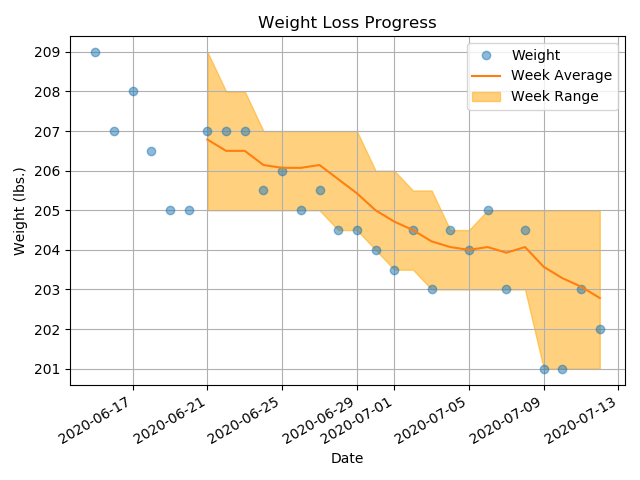 Weight Loss Progress
Weight
Week Average
Week Range
Weight (lbs.)
209
208
207
206
205
204
203
202
201
2020-06-17
2020-06-21
2020-06-25
2020-06-29
2020-07-01
2020-07-05
2020-07-09
2020-07-13
Date